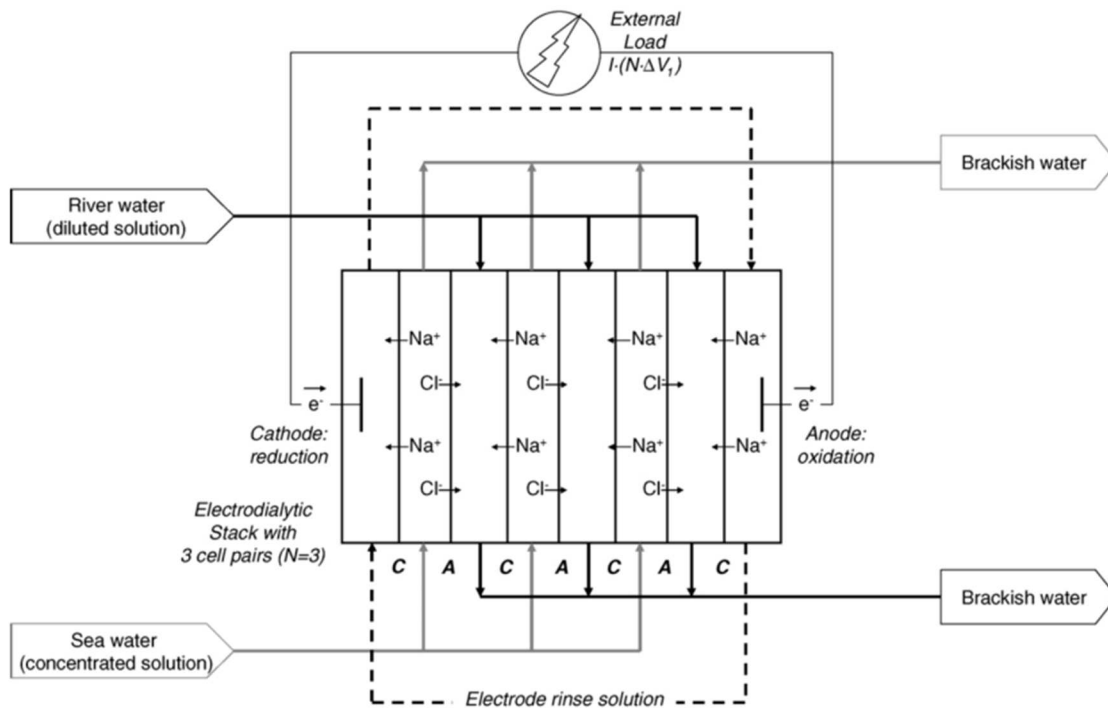 External
Load
I·(N·ΔV₁)
Brackish water
River water
(diluted solution)
Na⁺ Na⁺ Na⁺ Na⁺
Cl⁻ Cl⁻ Cl⁻
e⁻ e⁻
Cathode:
reduction
Anode:
oxidation
Na⁺ Na⁺ Na⁺ Na⁺
Cl⁻ Cl⁻ Cl⁻
Electrodialytic
Stack with
3 cell pairs (N=3)
C A C A C A C
Brackish water
Sea water
(concentrated solution)
Electrode rinse solution